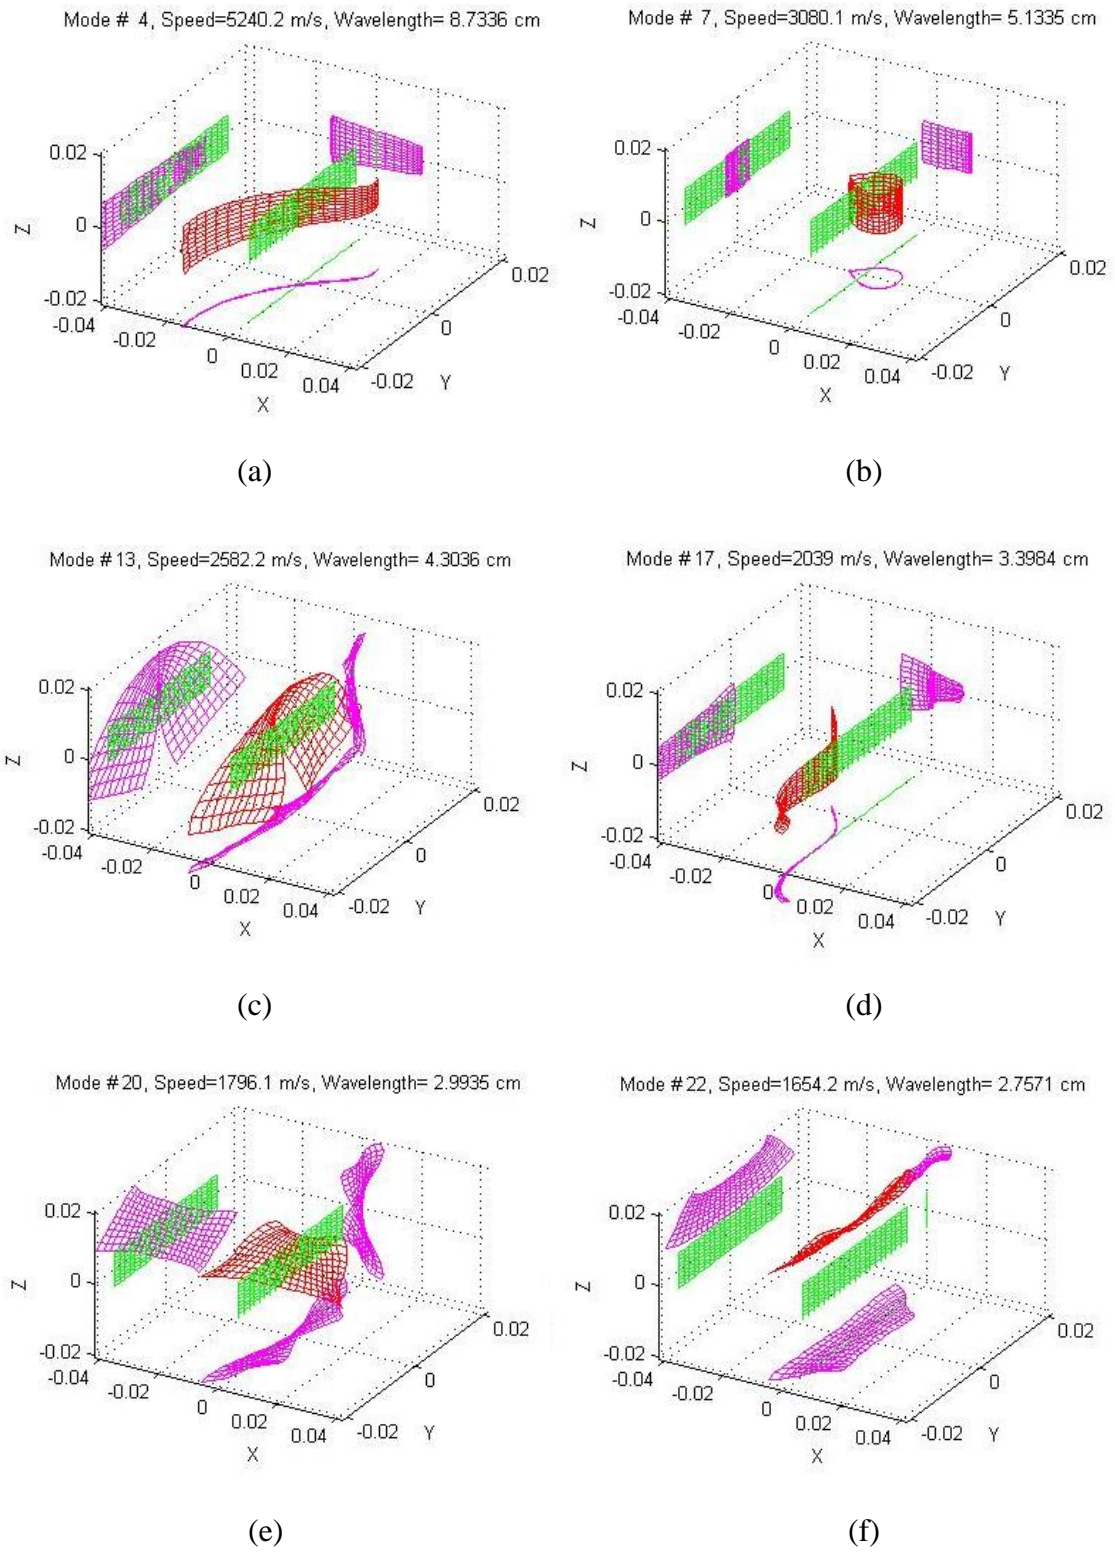 Mode # 4, Speed=5240.2 m/s, Wavelength= 8.7336 cm
0.02
0
-0.02
Z
-0.04
-0.02
0
0.02
0.04
X
-0.02
0
0.02
Y
(a)
Mode # 7, Speed=3080.1 m/s, Wavelength= 5.1335 cm
0.02
0
-0.02
Z
-0.04
-0.02
0
0.02
0.04
X
-0.02
0
0.02
Y
(b)
Mode #13, Speed=2582.2 m/s, Wavelength= 4.3036 cm
0.02
0
-0.02
Z
-0.04
-0.02
0
0.02
0.04
X
-0.02
0
0.02
Y
(c)
Mode #17, Speed=2039 m/s, Wavelength= 3.3984 cm
0.02
0
-0.02
Z
-0.04
-0.02
0
0.02
0.04
X
-0.02
0
0.02
Y
(d)
Mode #20, Speed=1796.1 m/s, Wavelength= 2.9935 cm
0.02
0
-0.02
Z
-0.04
-0.02
0
0.02
0.04
X
-0.02
0
0.02
Y
(e)
Mode #22, Speed=1654.2 m/s, Wavelength= 2.7571 cm
0.02
0
-0.02
Z
-0.04
-0.02
0
0.02
0.04
X
-0.02
0
0.02
Y
(f)